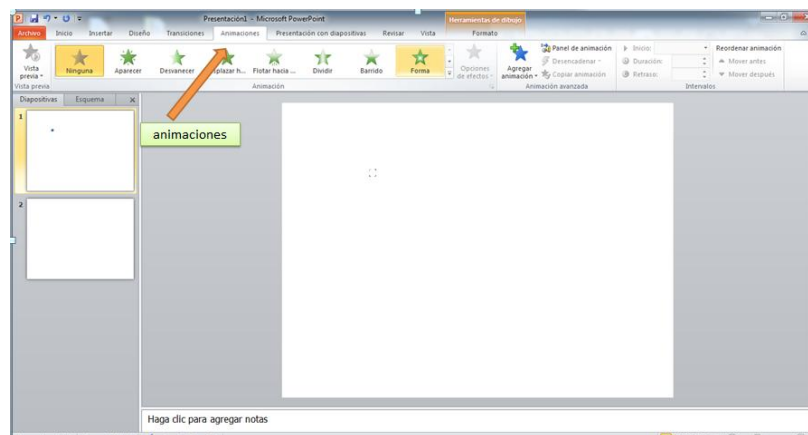 Presentación1 - Microsoft PowerPoint
Herramientas de dibujo
Archivo Inicio Insertar Diseño Transiciones Animaciones Presentación con diapositivas Revisar Vista Formato
Vista previa
Ninguna
Aparecer
Desvanecer
Flotar hacia ...
Dividir
Barrido
Forma
Opciones de efectos
Agregar animación
Panel de animación
Desencadenar
Copiar animación
Inicio:
Duración:
Retraso:
Reordenar animación
Mover antes
Mover después
Vista previa
Animación
Animación avanzada
Intervalos
Diapositivas Esquema
1
animaciones
2
Haga clic para agregar notas